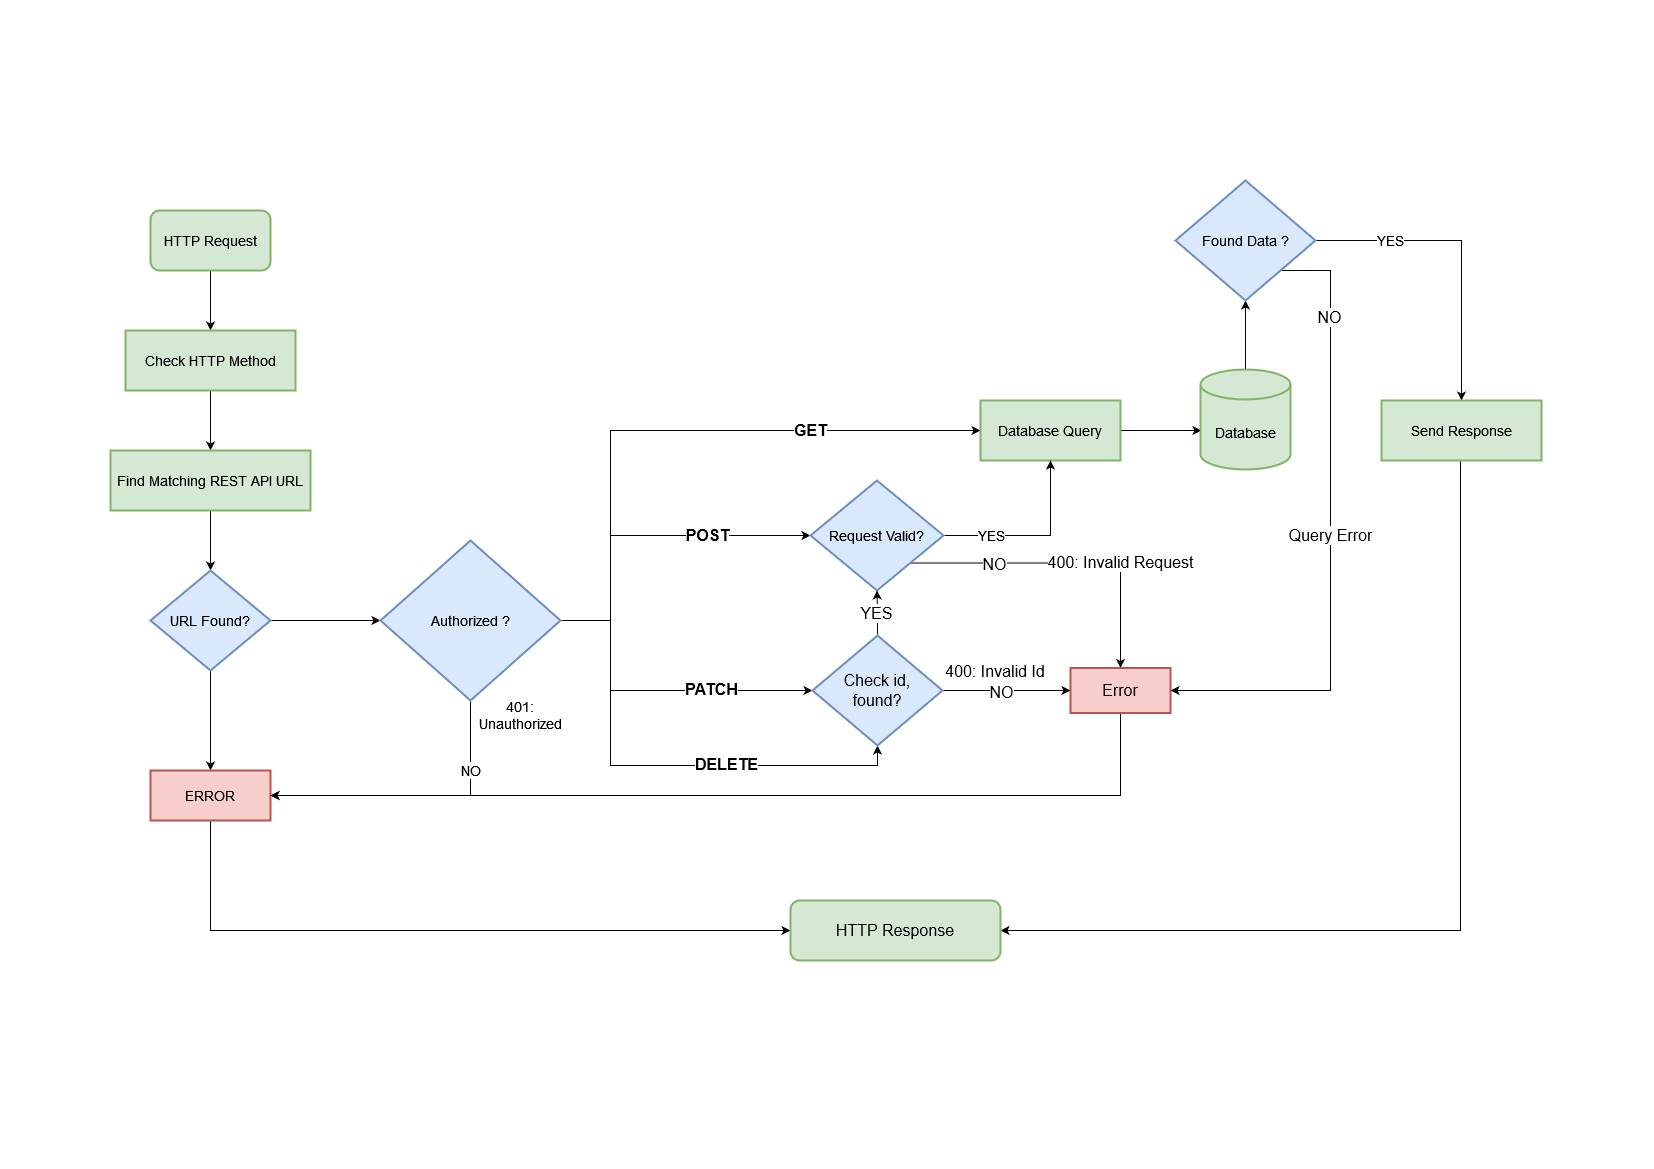 HTTP Request
Check HTTP Method
Find Matching REST API URL
URL Found?
Authorized ?
401:
Unauthorized
NO
ERROR
GET
POST
PATCH
DELETE
Request Valid?
YES
NO
400: Invalid Request
YES
Check id,
found?
400: Invalid Id
NO
Error
Database Query
Database
Found Data ?
YES
NO
Query Error
Send Response
HTTP Response